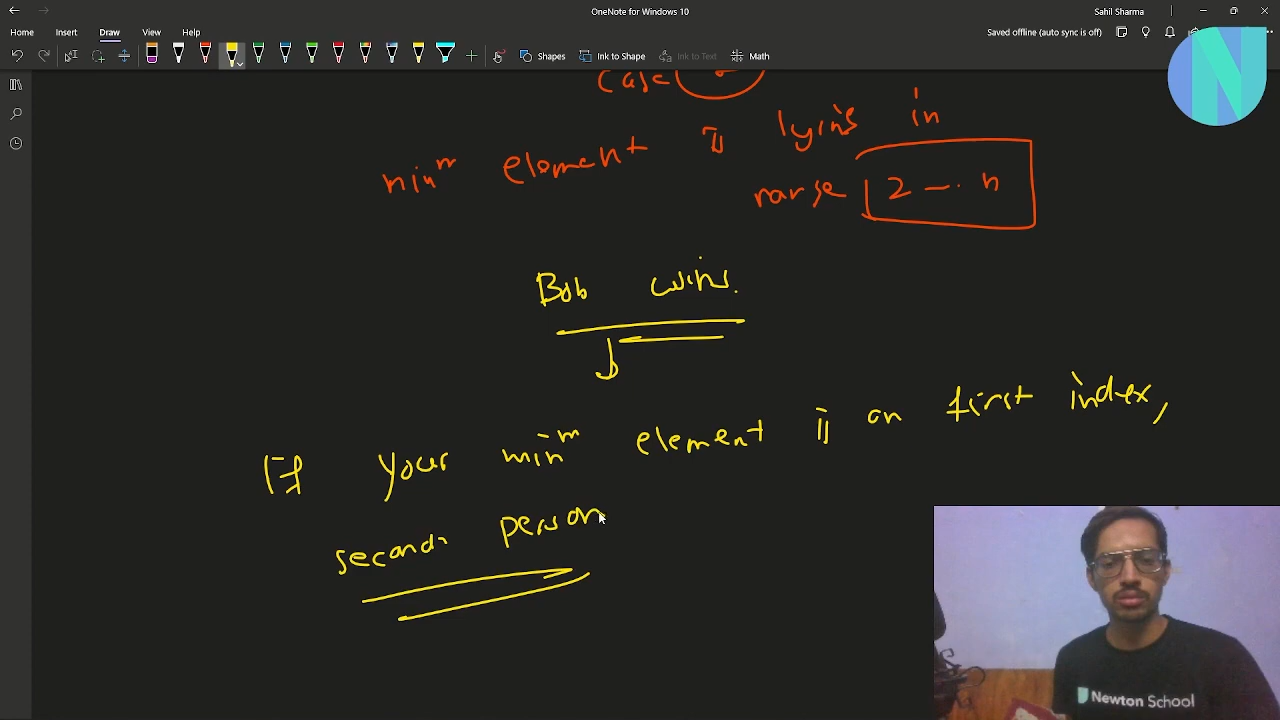 OneNote for Windows 10
Sahil Sharma
Home Insert Draw View Help
Saved offline (auto sync is off)
Shapes Ink to Shape Ink to Text Math
Case
minm element is lying in
range 2 -- n
Bob wins.
If your minm element is on first index,
second person
Newton School